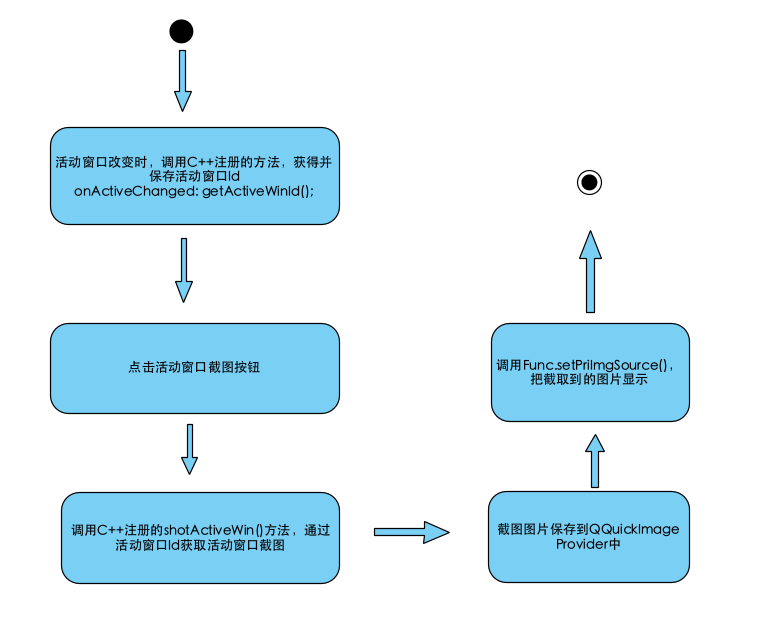 活动窗口改变时，调用C++注册的方法，获得并
保存活动窗口Id
onActiveChanged: getActiveWinId();
点击活动窗口截图按钮
调用C++注册的shotActiveWin()方法，通过
活动窗口Id获取活动窗口截图
截图图片保存到QQuickImage
Provider中
调用Func.setPriImgSource()，
把截取到的图片显示